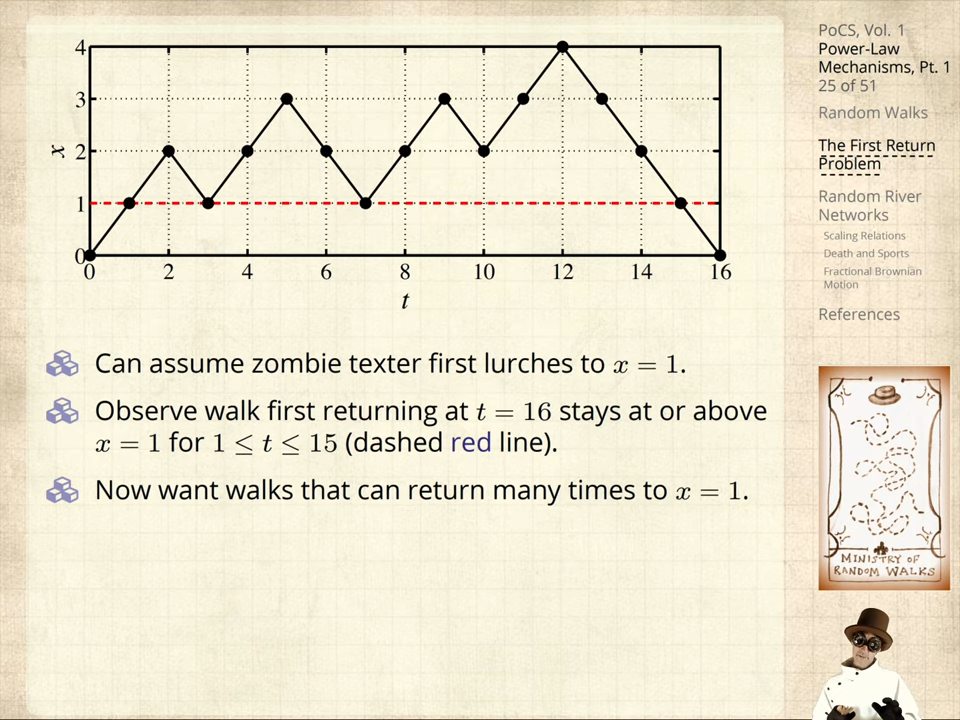 4
3
x
2
1
0
0 2 4 6 8 10 12 14 16
t
Can assume zombie texter first lurches to x = 1.
Observe walk first returning at t = 16 stays at or above
x = 1 for 1 ≤ t ≤ 15 (dashed red line).
Now want walks that can return many times to x = 1.
PoCS, Vol. 1
Power-Law
Mechanisms, Pt. 1
25 of 51
Random Walks
The First Return
Problem
Random River
Networks
Scaling Relations
Death and Sports
Fractional Brownian
Motion
References
MINISTRY OF
RANDOM WALKS